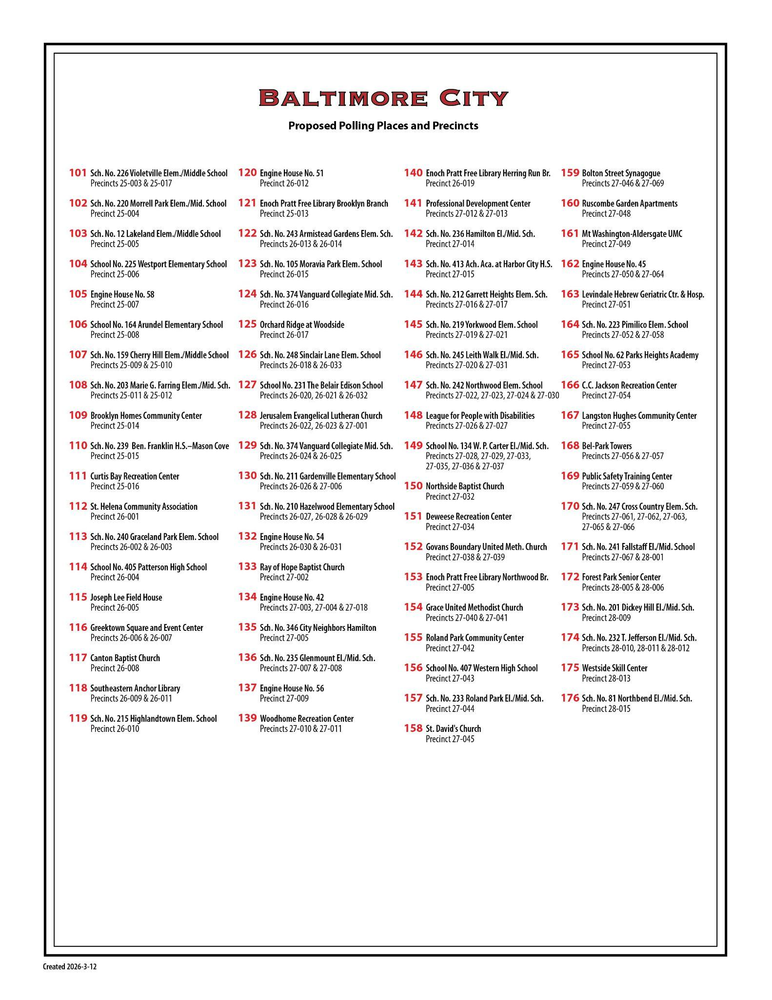 BALTIMORE CITY
Proposed Polling Places and Precincts
101 Sch. No. 226 Violetville Elem./Middle School
Precincts 25-003 & 25-017
102 Sch. No. 220 Morrell Park Elem./Mid. School
Precinct 25-004
103 Sch. No. 12 Lakeland Elem./Middle School
Precinct 25-005
104 School No. 225 Westport Elementary School
Precinct 25-006
105 Engine House No. 58
Precinct 25-007
106 School No. 164 Arundel Elementary School
Precinct 25-008
107 Sch. No. 159 Cherry Hill Elem./Middle School
Precincts 25-009 & 25-010
108 Sch. No. 203 Marie G. Farring Elem./Mid. Sch.
Precincts 25-011 & 25-012
109 Brooklyn Homes Community Center
Precinct 25-014
110 Sch. No. 239 Ben. Franklin H.S.–Mason Cove
Precinct 25-015
111 Curtis Bay Recreation Center
Precinct 25-016
112 St. Helena Community Association
Precinct 26-001
113 Sch. No. 240 Graceland Park Elem. School
Precincts 26-002 & 26-003
114 School No. 405 Patterson High School
Precinct 26-004
115 Joseph Lee Field House
Precinct 26-005
116 Greektown Square and Event Center
Precincts 26-006 & 26-007
117 Canton Baptist Church
Precinct 26-008
118 Southeastern Anchor Library
Precincts 26-009 & 26-011
119 Sch. No. 215 Highlandtown Elem. School
Precinct 26-010
120 Engine House No. 51
Precinct 26-012
121 Enoch Pratt Free Library Brooklyn Branch
Precinct 25-013
122 Sch. No. 243 Armistead Gardens Elem. Sch.
Precincts 26-013 & 26-014
123 Sch. No. 105 Moravia Park Elem. School
Precinct 26-015
124 Sch. No. 374 Vanguard Collegiate Mid. Sch.
Precinct 26-016
125 Orchard Ridge at Woodside
Precinct 26-017
126 Sch. No. 248 Sinclair Lane Elem. School
Precincts 26-018 & 26-033
127 School No. 231 The Belair Edison School
Precincts 26-020, 26-021 & 26-032
128 Jerusalem Evangelical Lutheran Church
Precincts 26-022, 26-023 & 27-001
129 Sch. No. 374 Vanguard Collegiate Mid. Sch.
Precincts 26-024 & 26-025
130 Sch. No. 211 Gardenville Elementary School
Precincts 26-026 & 27-006
131 Sch. No. 210 Hazelwood Elementary School
Precincts 26-027, 26-028 & 26-029
132 Engine House No. 54
Precincts 26-030 & 26-031
133 Ray of Hope Baptist Church
Precinct 27-002
134 Engine House No. 42
Precincts 27-003, 27-004 & 27-018
135 Sch. No. 346 City Neighbors Hamilton
Precinct 27-005
136 Sch. No. 235 Glenmount El./Mid. Sch.
Precincts 27-007 & 27-008
137 Engine House No. 56
Precinct 27-009
139 Woodhome Recreation Center
Precincts 27-010 & 27-011
140 Enoch Pratt Free Library Herring Run Br.
Precinct 26-019
141 Professional Development Center
Precincts 27-012 & 27-013
142 Sch. No. 236 Hamilton El./Mid. Sch.
Precinct 27-014
143 Sch. No. 413 Ach. Aca. at Harbor City H.S.
Precinct 27-015
144 Sch. No. 212 Garrett Heights Elem. Sch.
Precincts 27-016 & 27-017
145 Sch. No. 219 Yorkwood Elem. School
Precincts 27-019 & 27-021
146 Sch. No. 245 Leith Walk El./Mid. Sch.
Precincts 27-020 & 27-031
147 Sch. No. 242 Northwood Elem. School
Precincts 27-022, 27-023, 27-024 & 27-030
148 League for People with Disabilities
Precincts 27-026 & 27-027
149 School No. 134 W. P. Carter El./Mid. Sch.
Precincts 27-028, 27-029, 27-033,
27-035, 27-036 & 27-037
150 Northside Baptist Church
Precinct 27-032
151 Deweese Recreation Center
Precinct 27-034
152 Govans Boundary United Meth. Church
Precinct 27-038 & 27-039
153 Enoch Pratt Free Library Northwood Br.
Precinct 27-005
154 Grace United Methodist Church
Precincts 27-040 & 27-041
155 Roland Park Community Center
Precinct 27-042
156 School No. 407 Western High School
Precinct 27-043
157 Sch. No. 233 Roland Park El./Mid. Sch.
Precinct 27-044
158 St. David's Church
Precinct 27-045
159 Bolton Street Synagogue
Precincts 27-046 & 27-069
160 Ruscombe Garden Apartments
Precinct 27-048
161 Mt Washington-Aldersgate UMC
Precinct 27-049
162 Engine House No. 45
Precincts 27-050 & 27-064
163 Levindale Hebrew Geriatric Ctr. & Hosp.
Precinct 27-051
164 Sch. No. 223 Pimilico Elem. School
Precincts 27-052 & 27-058
165 School No. 62 Parks Heights Academy
Precinct 27-053
166 C.C. Jackson Recreation Center
Precinct 27-054
167 Langston Hughes Community Center
Precinct 27-055
168 Bel-Park Towers
Precincts 27-056 & 27-057
169 Public Safety Training Center
Precincts 27-059 & 27-060
170 Sch. No. 247 Cross Country Elem. Sch.
Precincts 27-061, 27-062, 27-063,
27-065 & 27-066
171 Sch. No. 241 Fallstaff El./Mid. School
Precincts 27-067 & 28-001
172 Forest Park Senior Center
Precincts 28-005 & 28-006
173 Sch. No. 201 Dickey Hill El./Mid. Sch.
Precinct 28-009
174 Sch. No. 232 T. Jefferson El./Mid. Sch.
Precincts 28-010, 28-011 & 28-012
175 Westside Skill Center
Precinct 28-013
176 Sch. No. 81 Northbend El./Mid. Sch.
Precinct 28-015
Created 2026-3-12